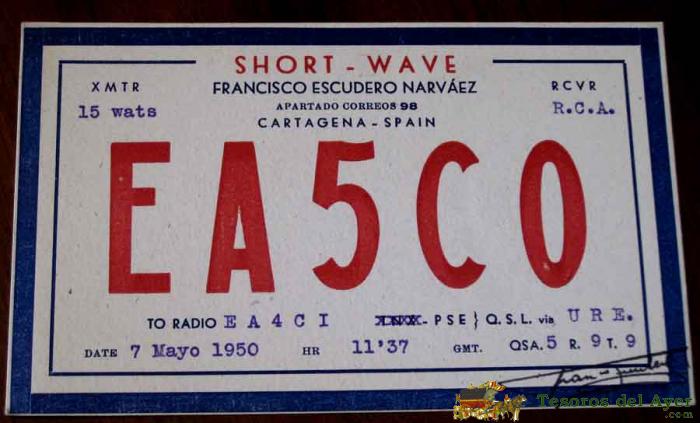 SHORT - WAVE
XMTR FRANCISCO ESCUDERO NARVÁEZ RCVR
15 wats APARTADO CORREOS 98 R.C.A.
CARTAGENA - SPAIN
EA5CO
TO RADIO EA4CI - PSE } Q.S.L. via URE.
DATE 7 Mayo 1950 HR 11'37 GMT. QSA. 5 R. 9 T. 9
Tesoros del Ayer
.com